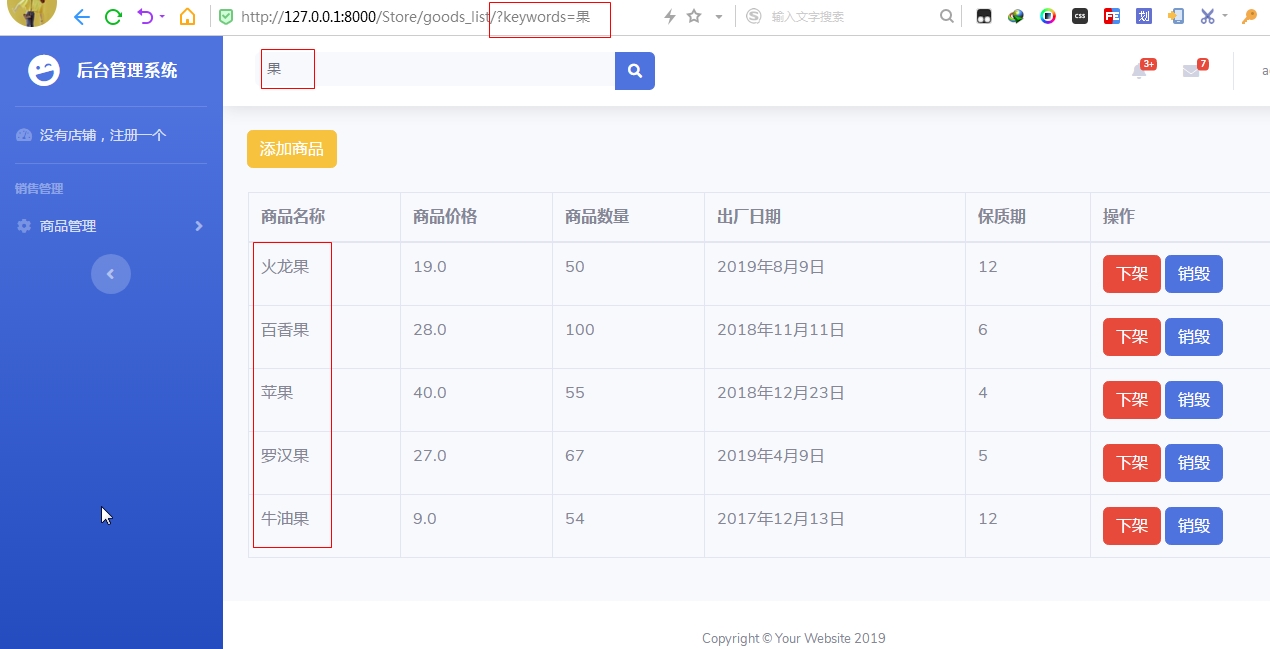 http://127.0.0.1:8000/Store/goods_list/?keywords=果
输入文字搜索
CSS
FE
划
后台管理系统
果
3+
7
a
没有店铺，注册一个
销售管理
商品管理
添加商品
商品名称 商品价格 商品数量 出厂日期 保质期 操作
火龙果 19.0 50 2019年8月9日 12 下架 销毁
百香果 28.0 100 2018年11月11日 6 下架 销毁
苹果 40.0 55 2018年12月23日 4 下架 销毁
罗汉果 27.0 67 2019年4月9日 5 下架 销毁
牛油果 9.0 54 2017年12月13日 12 下架 销毁
Copyright © Your Website 2019